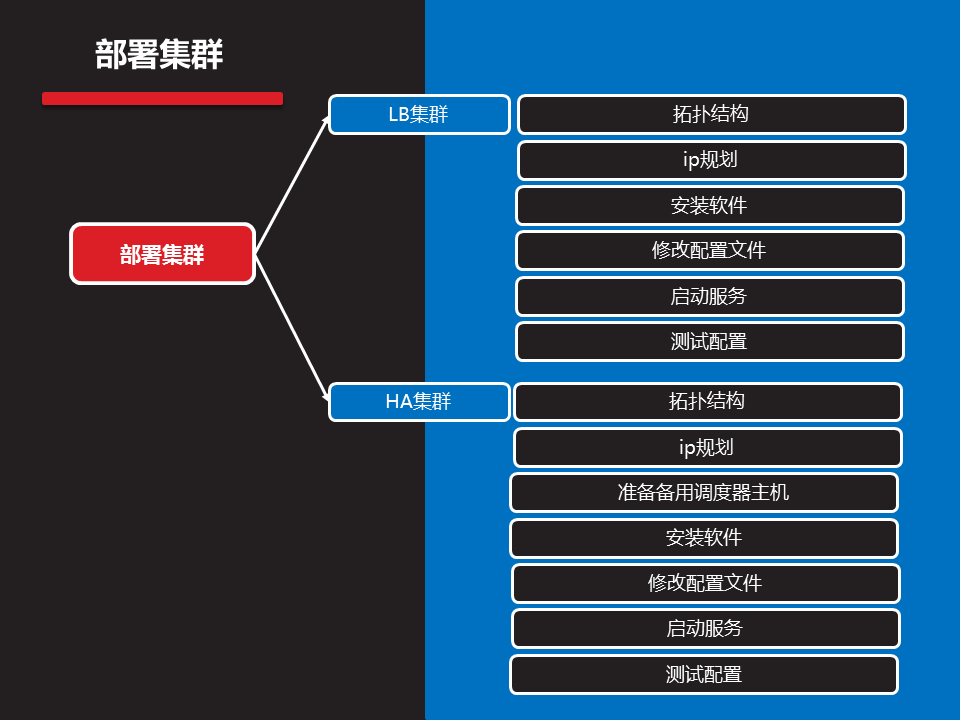 部署集群
部署集群
LB集群
拓扑结构
ip规划
安装软件
修改配置文件
启动服务
测试配置
HA集群
拓扑结构
ip规划
准备备用调度器主机
安装软件
修改配置文件
启动服务
测试配置